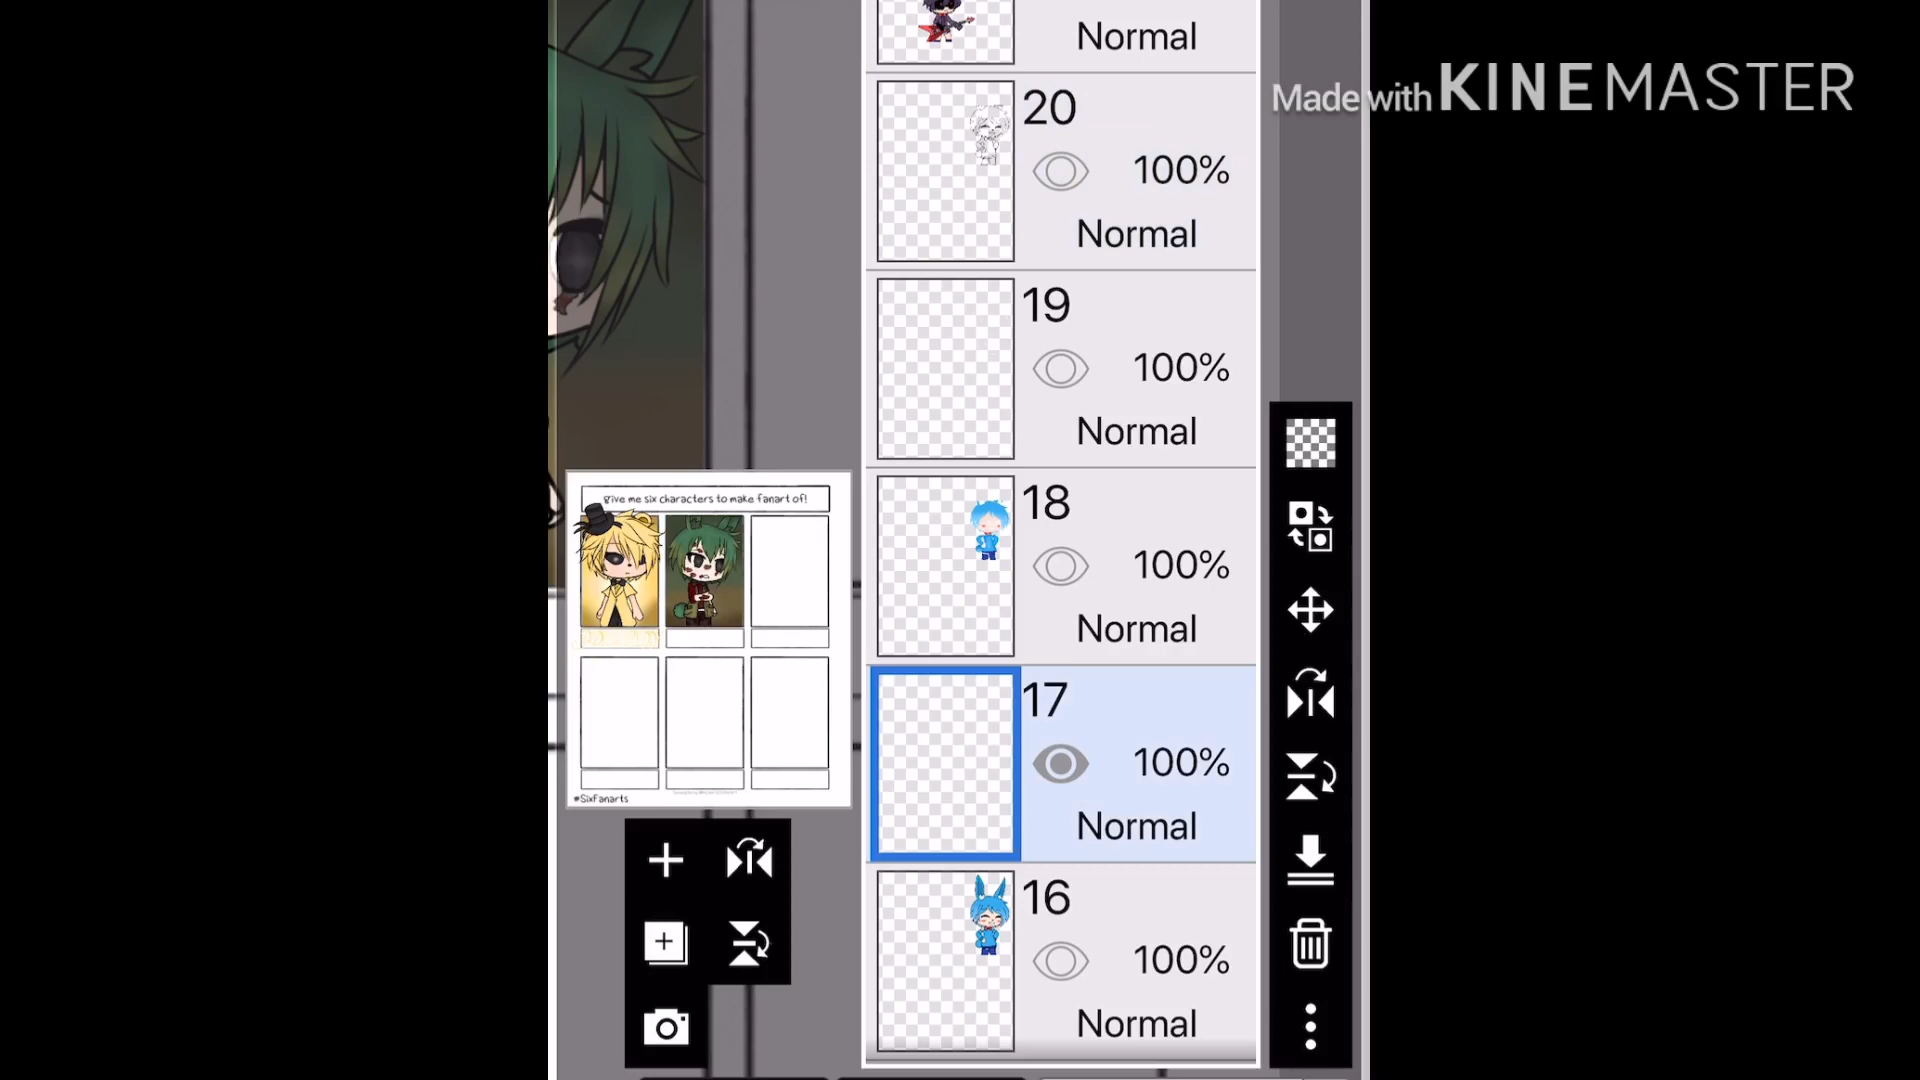 Normal
Made with KINEMASTER
20
100%
Normal
19
100%
Normal
give me six characters to make fanart of!
18
100%
Normal
17
100%
Normal
#SixFanarts
16
100%
Normal